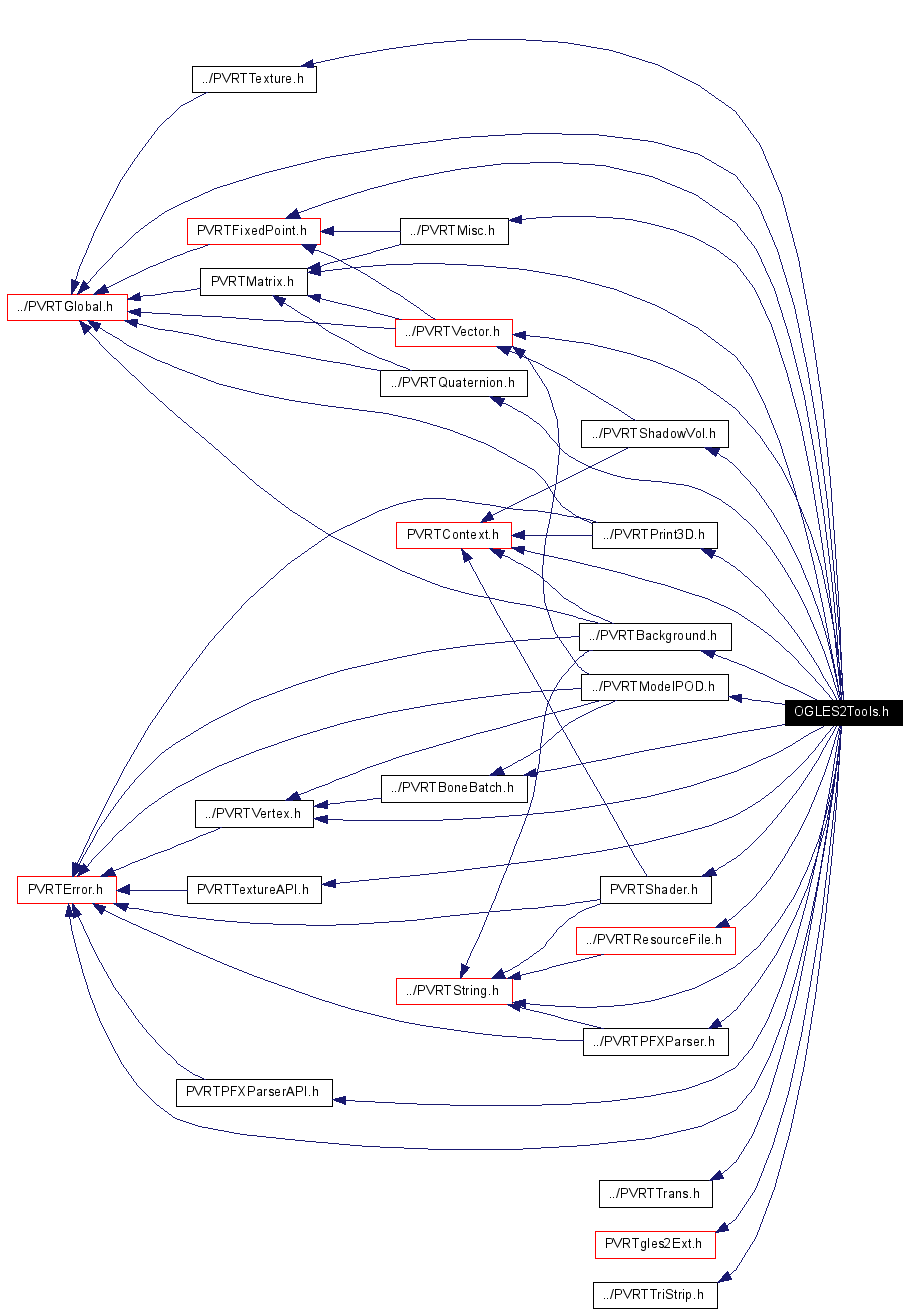 ../PVRTTexture.h
PVRTFixedPoint.h
../PVRTMisc.h
PVRTMatrix.h
../PVRTGlobal.h
../PVRTVector.h
../PVRTQuaternion.h
../PVRTShadowVol.h
PVRTContext.h
../PVRTPrint3D.h
../PVRTBackground.h
../PVRTModelPOD.h
OGLES2Tools.h
../PVRTBoneBatch.h
../PVRTVertex.h
PVRTError.h
PVRTTextureAPI.h
PVRTShader.h
../PVRTResourceFile.h
../PVRTString.h
../PVRTPFXParser.h
PVRTPFXParserAPI.h
../PVRTTrans.h
PVRTgles2Ext.h
../PVRTTriStrip.h